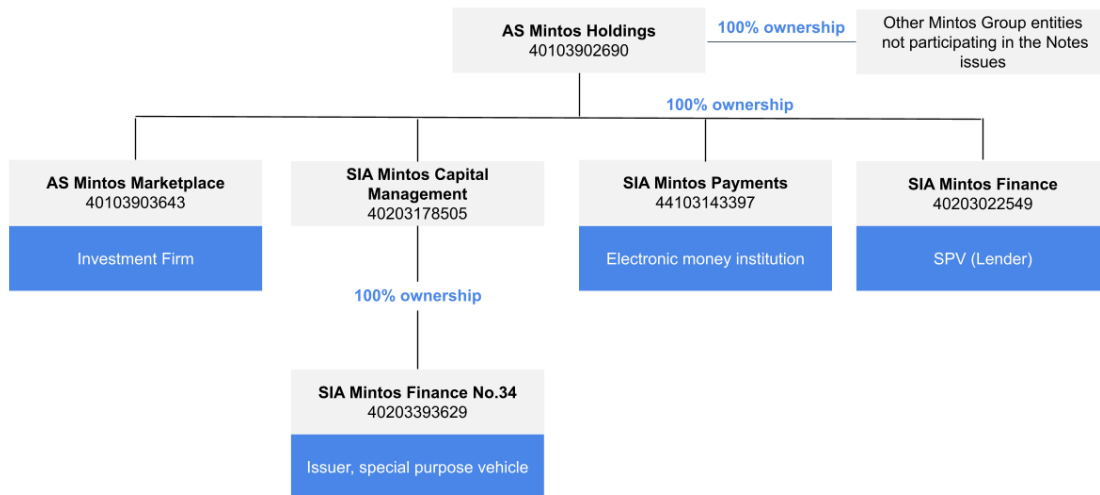 AS Mintos Holdings
40103902690
100% ownership
Other Mintos Group entities
not participating in the Notes
issues
100% ownership
AS Mintos Marketplace
40103903643
Investment Firm
SIA Mintos Capital
Management
40203178505
SIA Mintos Payments
44103143397
Electronic money institution
SIA Mintos Finance
40203022549
SPV (Lender)
100% ownership
SIA Mintos Finance No.34
40203393629
Issuer, special purpose vehicle